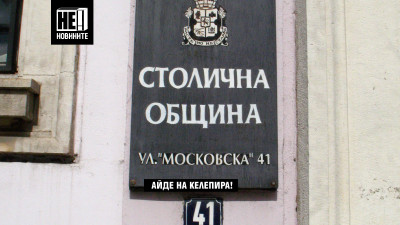 НЕ!
НОВИНИТЕ
СТОЛИЧНА
ОБЩИНА
УЛ."МОСКОВСКА" 41
АЙДЕ НА КЕЛЕПИРА!
41